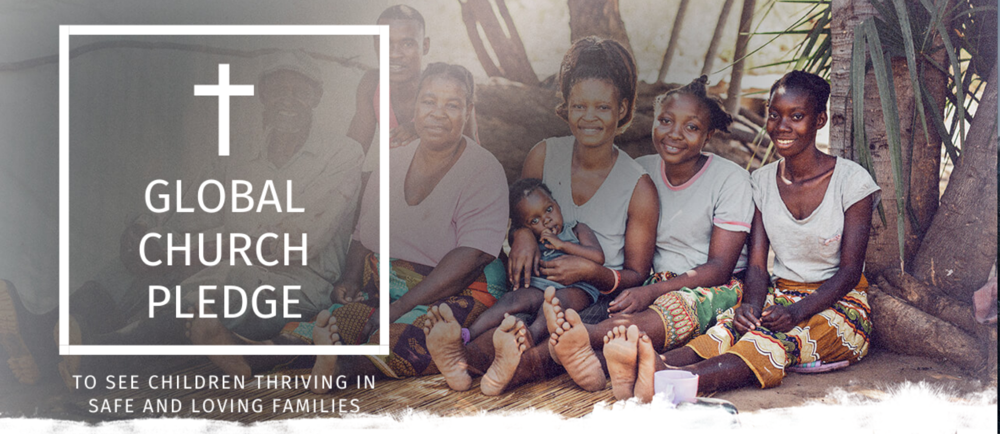 GLOBAL
CHURCH
PLEDGE
TO SEE CHILDREN THRIVING IN
SAFE AND LOVING FAMILIES